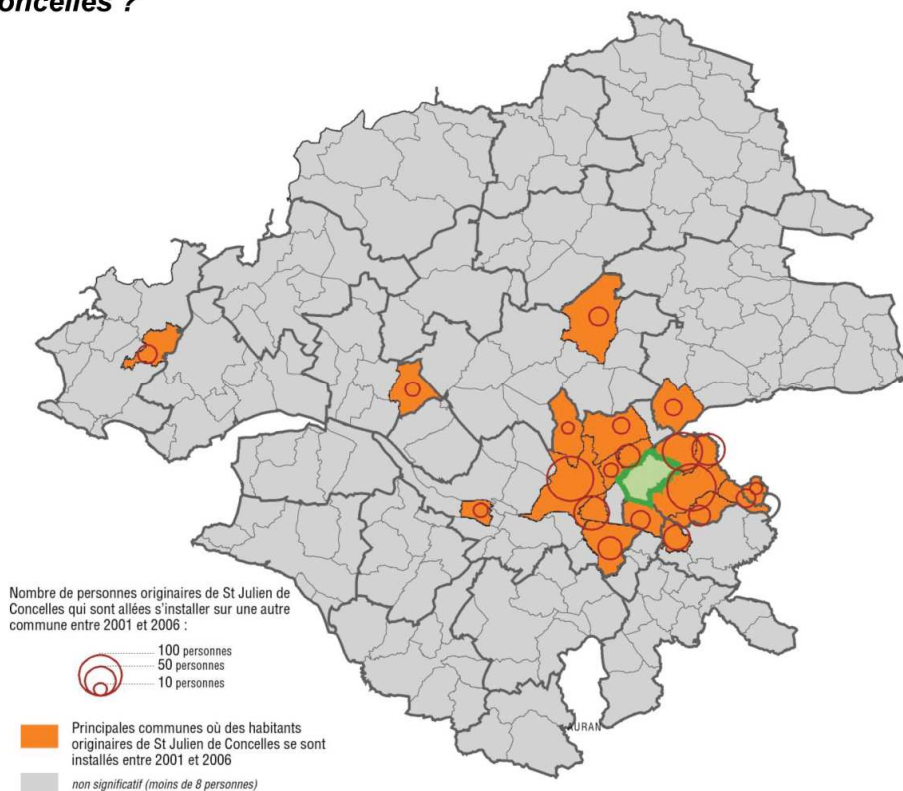 oncelles ?
AURAN
Nombre de personnes originaires de St Julien de
Concelles qui sont allées s'installer sur une autre
commune entre 2001 et 2006 :
100 personnes
50 personnes
10 personnes
Principales communes où des habitants
originaires de St Julien de Concelles se sont
installés entre 2001 et 2006
non significatif (moins de 8 personnes)